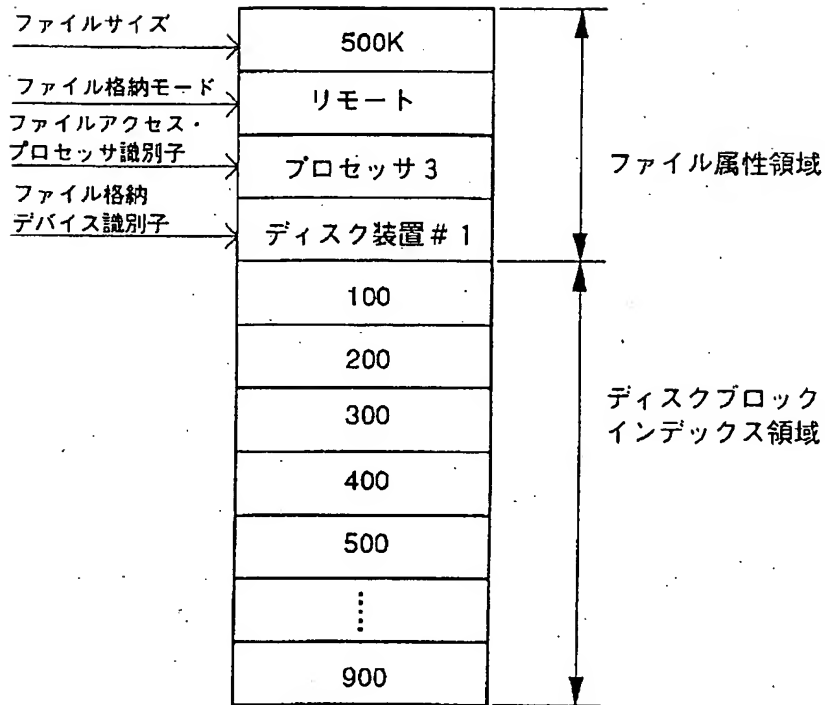 ファイルサイズ
500K
ファイル格納モード
リモート
ファイルアクセス・
プロセッサ識別子
プロセッサ3
ファイル格納
デバイス識別子
ディスク装置#1
ファイル属性領域
100
200
300
400
500
900
ディスクブロック
インデックス領域